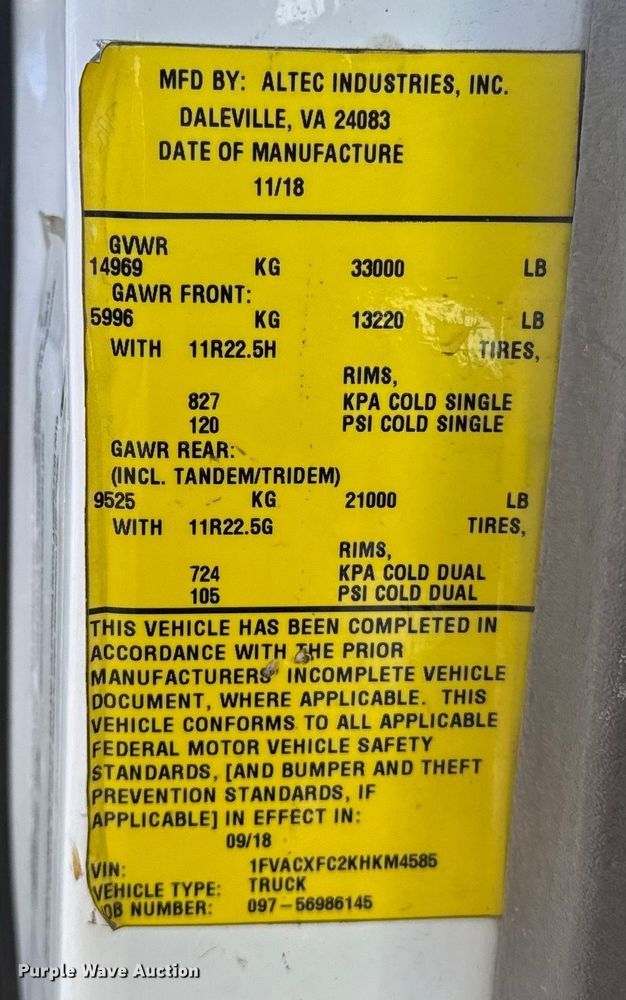 MFD BY: ALTEC INDUSTRIES, INC.
DALEVILLE, VA 24083
DATE OF MANUFACTURE
11/18
GVWR
14969 KG 33000 LB
GAWR FRONT:
5996 KG 13220 LB
WITH 11R22.5H TIRES,
RIMS,
827 KPA COLD SINGLE
120 PSI COLD SINGLE
GAWR REAR:
(INCL. TANDEM/TRIDEM)
9525 KG 21000 LB
WITH 11R22.5G TIRES,
RIMS,
724 KPA COLD DUAL
105 PSI COLD DUAL
THIS VEHICLE HAS BEEN COMPLETED IN
ACCORDANCE WITH THE PRIOR
MANUFACTURERS' INCOMPLETE VEHICLE
DOCUMENT, WHERE APPLICABLE. THIS
VEHICLE CONFORMS TO ALL APPLICABLE
FEDERAL MOTOR VEHICLE SAFETY
STANDARDS, [AND BUMPER AND THEFT
PREVENTION STANDARDS, IF
APPLICABLE] IN EFFECT IN:
09/18
VIN: 1FVACXFC2KHKM4585
VEHICLE TYPE: TRUCK
JOB NUMBER: 097-56986145
Purple Wave Auction